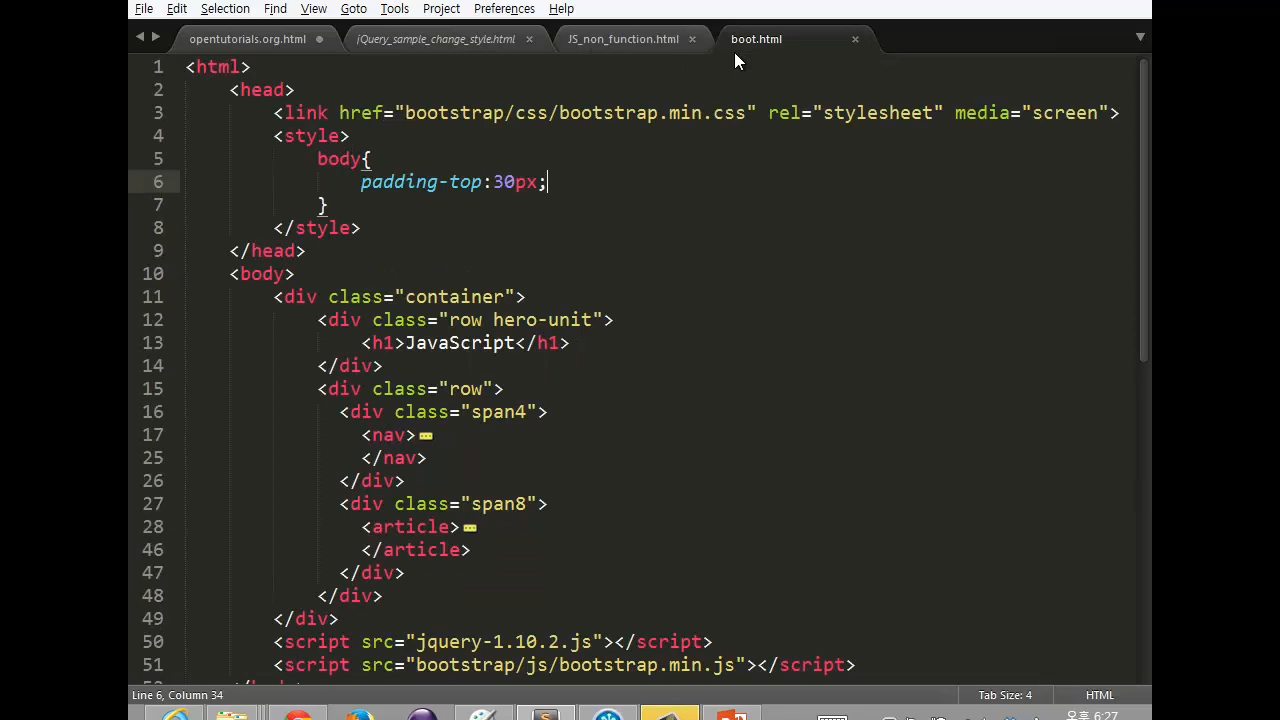 File Edit Selection Find View Goto Tools Project Preferences Help
opentutorials.org.html jQuery_sample_change_style.html × JS_non_function.html × boot.html ×
1 <html>
2 <head>
3 <link href="bootstrap/css/bootstrap.min.css" rel="stylesheet" media="screen">
4 <style>
5 body{
6 padding-top:30px;
7 }
8 </style>
9 </head>
10 <body>
11 <div class="container">
12 <div class="row hero-unit">
13 <h1>JavaScript</h1>
14 </div>
15 <div class="row">
16 <div class="span4">
17 <nav>
25 </nav>
26 </div>
27 <div class="span8">
28 <article>
46 </article>
47 </div>
48 </div>
49 </div>
50 <script src="jquery-1.10.2.js"></script>
51 <script src="bootstrap/js/bootstrap.min.js"></script>
Line 6, Column 34 Tab Size: 4 HTML
오후 6:27